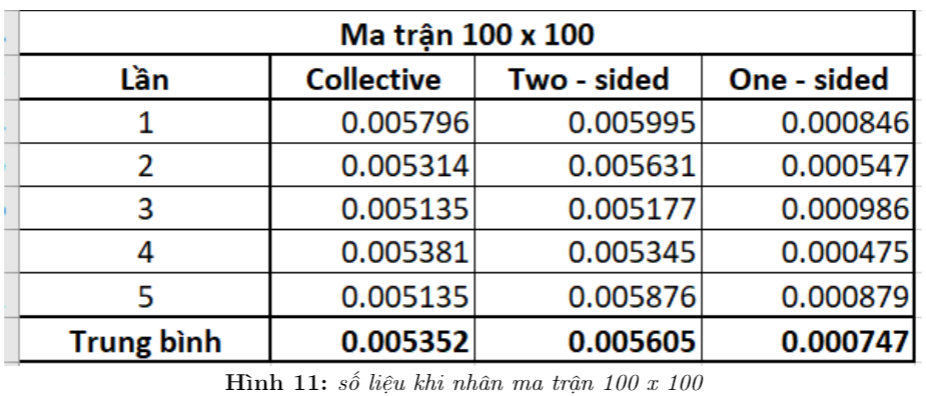 Ma trận 100 x 100
Lần Collective Two - sided One - sided
1 0.005796 0.005995 0.000846
2 0.005314 0.005631 0.000547
3 0.005135 0.005177 0.000986
4 0.005381 0.005345 0.000475
5 0.005135 0.005876 0.000879
Trung bình 0.005352 0.005605 0.000747
Hình 11: số liệu khi nhân ma trận 100 x 100